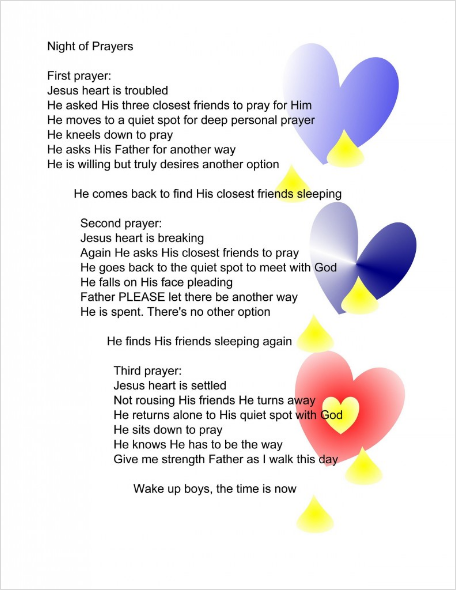 Night of Prayers
First prayer:
Jesus heart is troubled
He asked His three closest friends to pray for Him
He moves to a quiet spot for deep personal prayer
He kneels down to pray
He asks His Father for another way
He is willing but truly desires another option
He comes back to find His closest friends sleeping
Second prayer:
Jesus heart is breaking
Again He asks His closest friends to pray
He goes back to the quiet spot to meet with God
He falls on His face pleading
Father PLEASE let there be another way
He is spent. There's no other option
He finds His friends sleeping again
Third prayer:
Jesus heart is settled
Not rousing His friends He turns away
He returns alone to His quiet spot with God
He sits down to pray
He knows He has to be the way
Give me strength Father as I walk this day
Wake up boys, the time is now